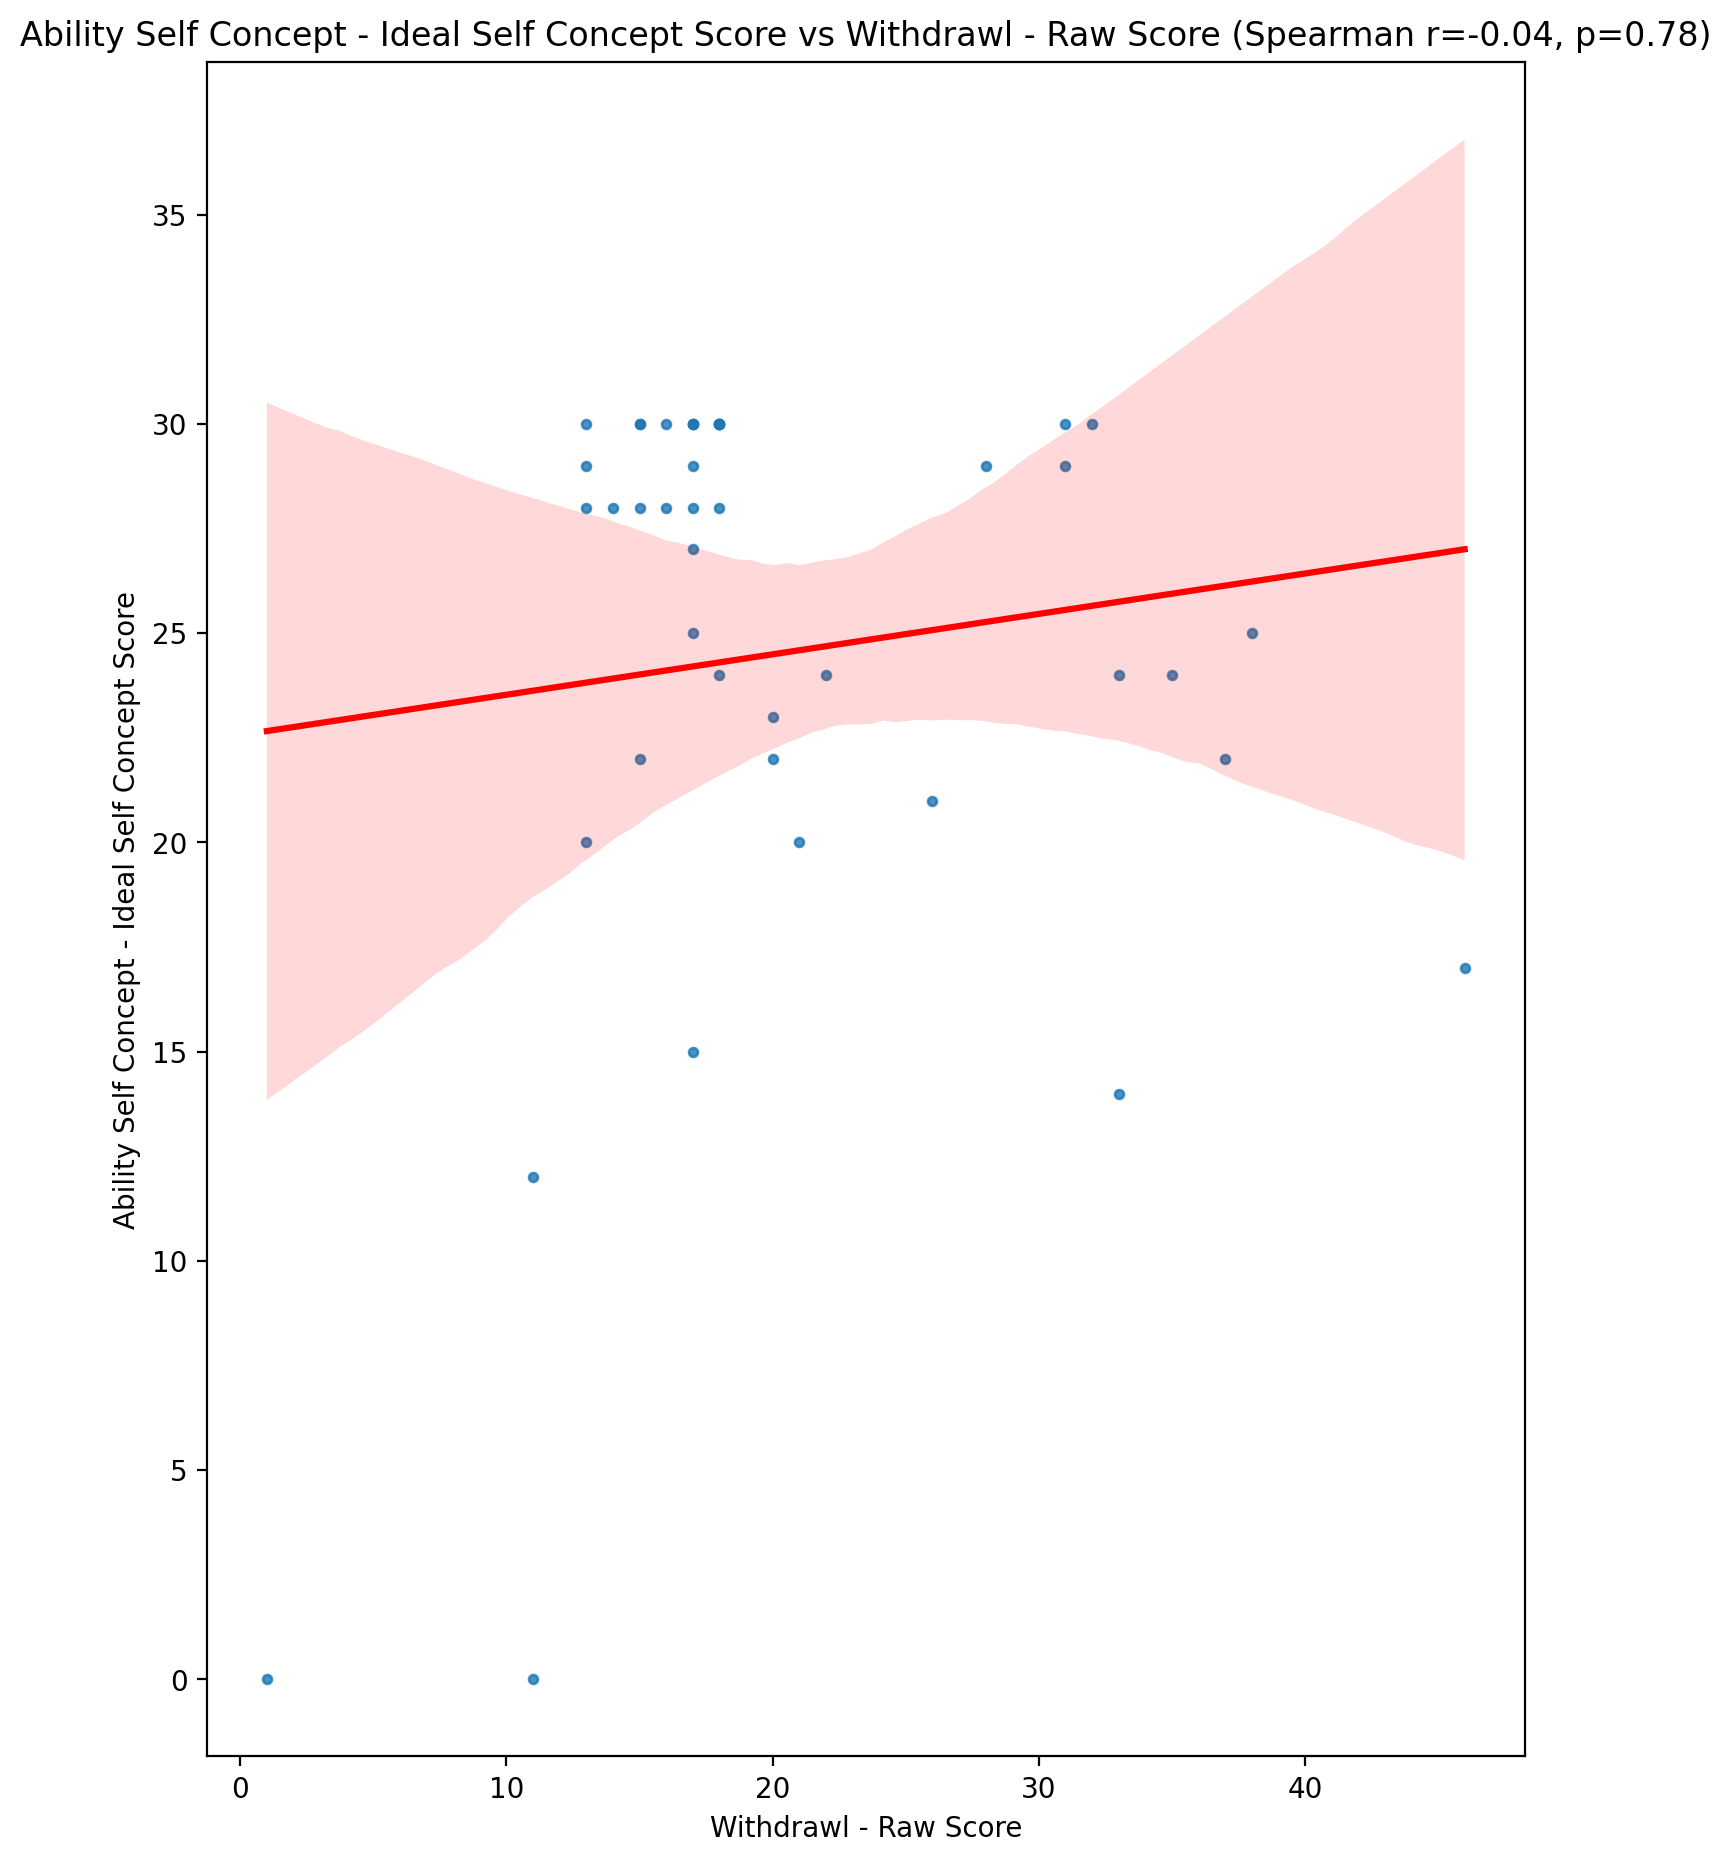 Ability Self Concept - Ideal Self Concept Score vs Withdrawl - Raw Score (Spearman r=-0.04, p=0.78)
Ability Self Concept - Ideal Self Concept Score
35
30
25
20
15
10
5
0
0 10 20 30 40
Withdrawl - Raw Score